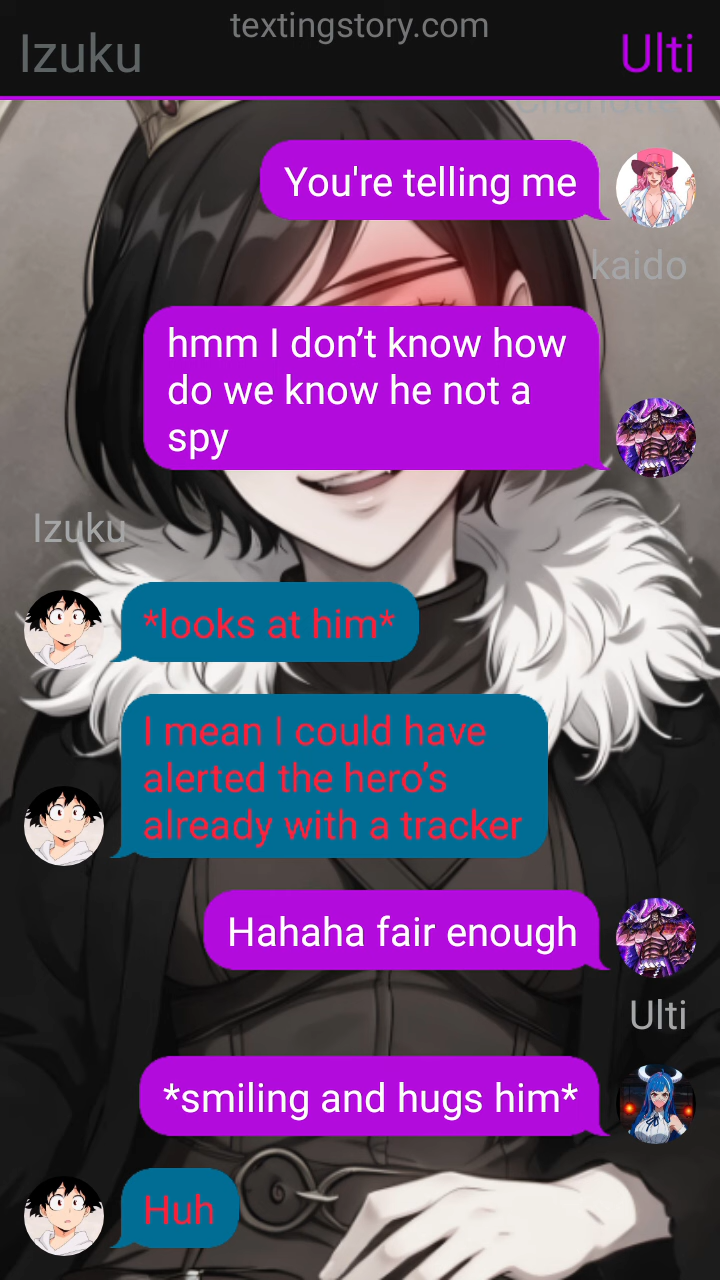 textingstory.com
Izuku
Ulti
You're telling me
kaido
hmm I don’t know how
do we know he not a
spy
Izuku
*looks at him*
I mean I could have
alerted the hero’s
already with a tracker
Hahaha fair enough
Ulti
*smiling and hugs him*
Huh